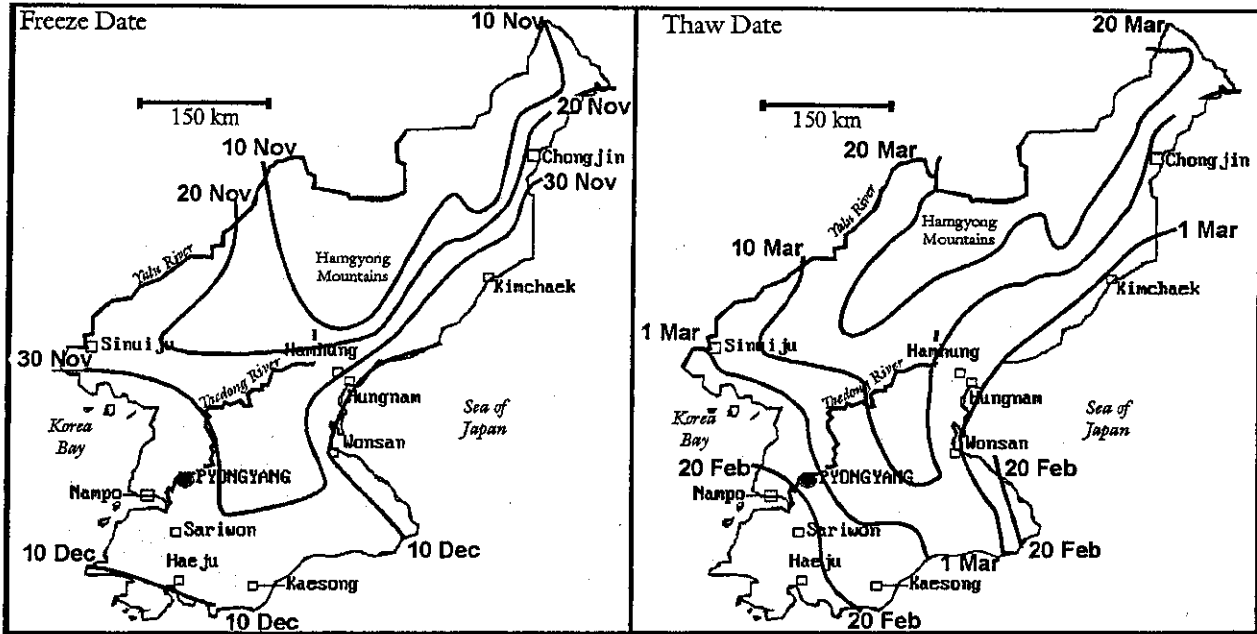 Freeze Date
10 Nov
150 km
20 Nov
10 Nov
Chongjin
30 Nov
20 Nov
Yalu River
Hamgyong
Mountains
Kimchaek
Sinuiju
Hamhung
30 Nov
Thedong River
Hungnam
Korea
Bay
Sea of
Japan
Wonsan
PYONGYANG
Nampo
Sariwon
10 Dec
Haeju
10 Dec
Kaesong
10 Dec
Thaw Date
20 Mar
150 km
20 Mar
Chongjin
Yalu River
Hamgyong
Mountains
1 Mar
10 Mar
Kimchaek
1 Mar
Sinuiju
Hamhung
Thedong River
Hungnam
Korea
Bay
Sea of
Japan
Wonsan
20 Feb
20 Feb
PYONGYANG
Nampo
Sariwon
20 Feb
Haeju
1 Mar
Kaesong
20 Feb